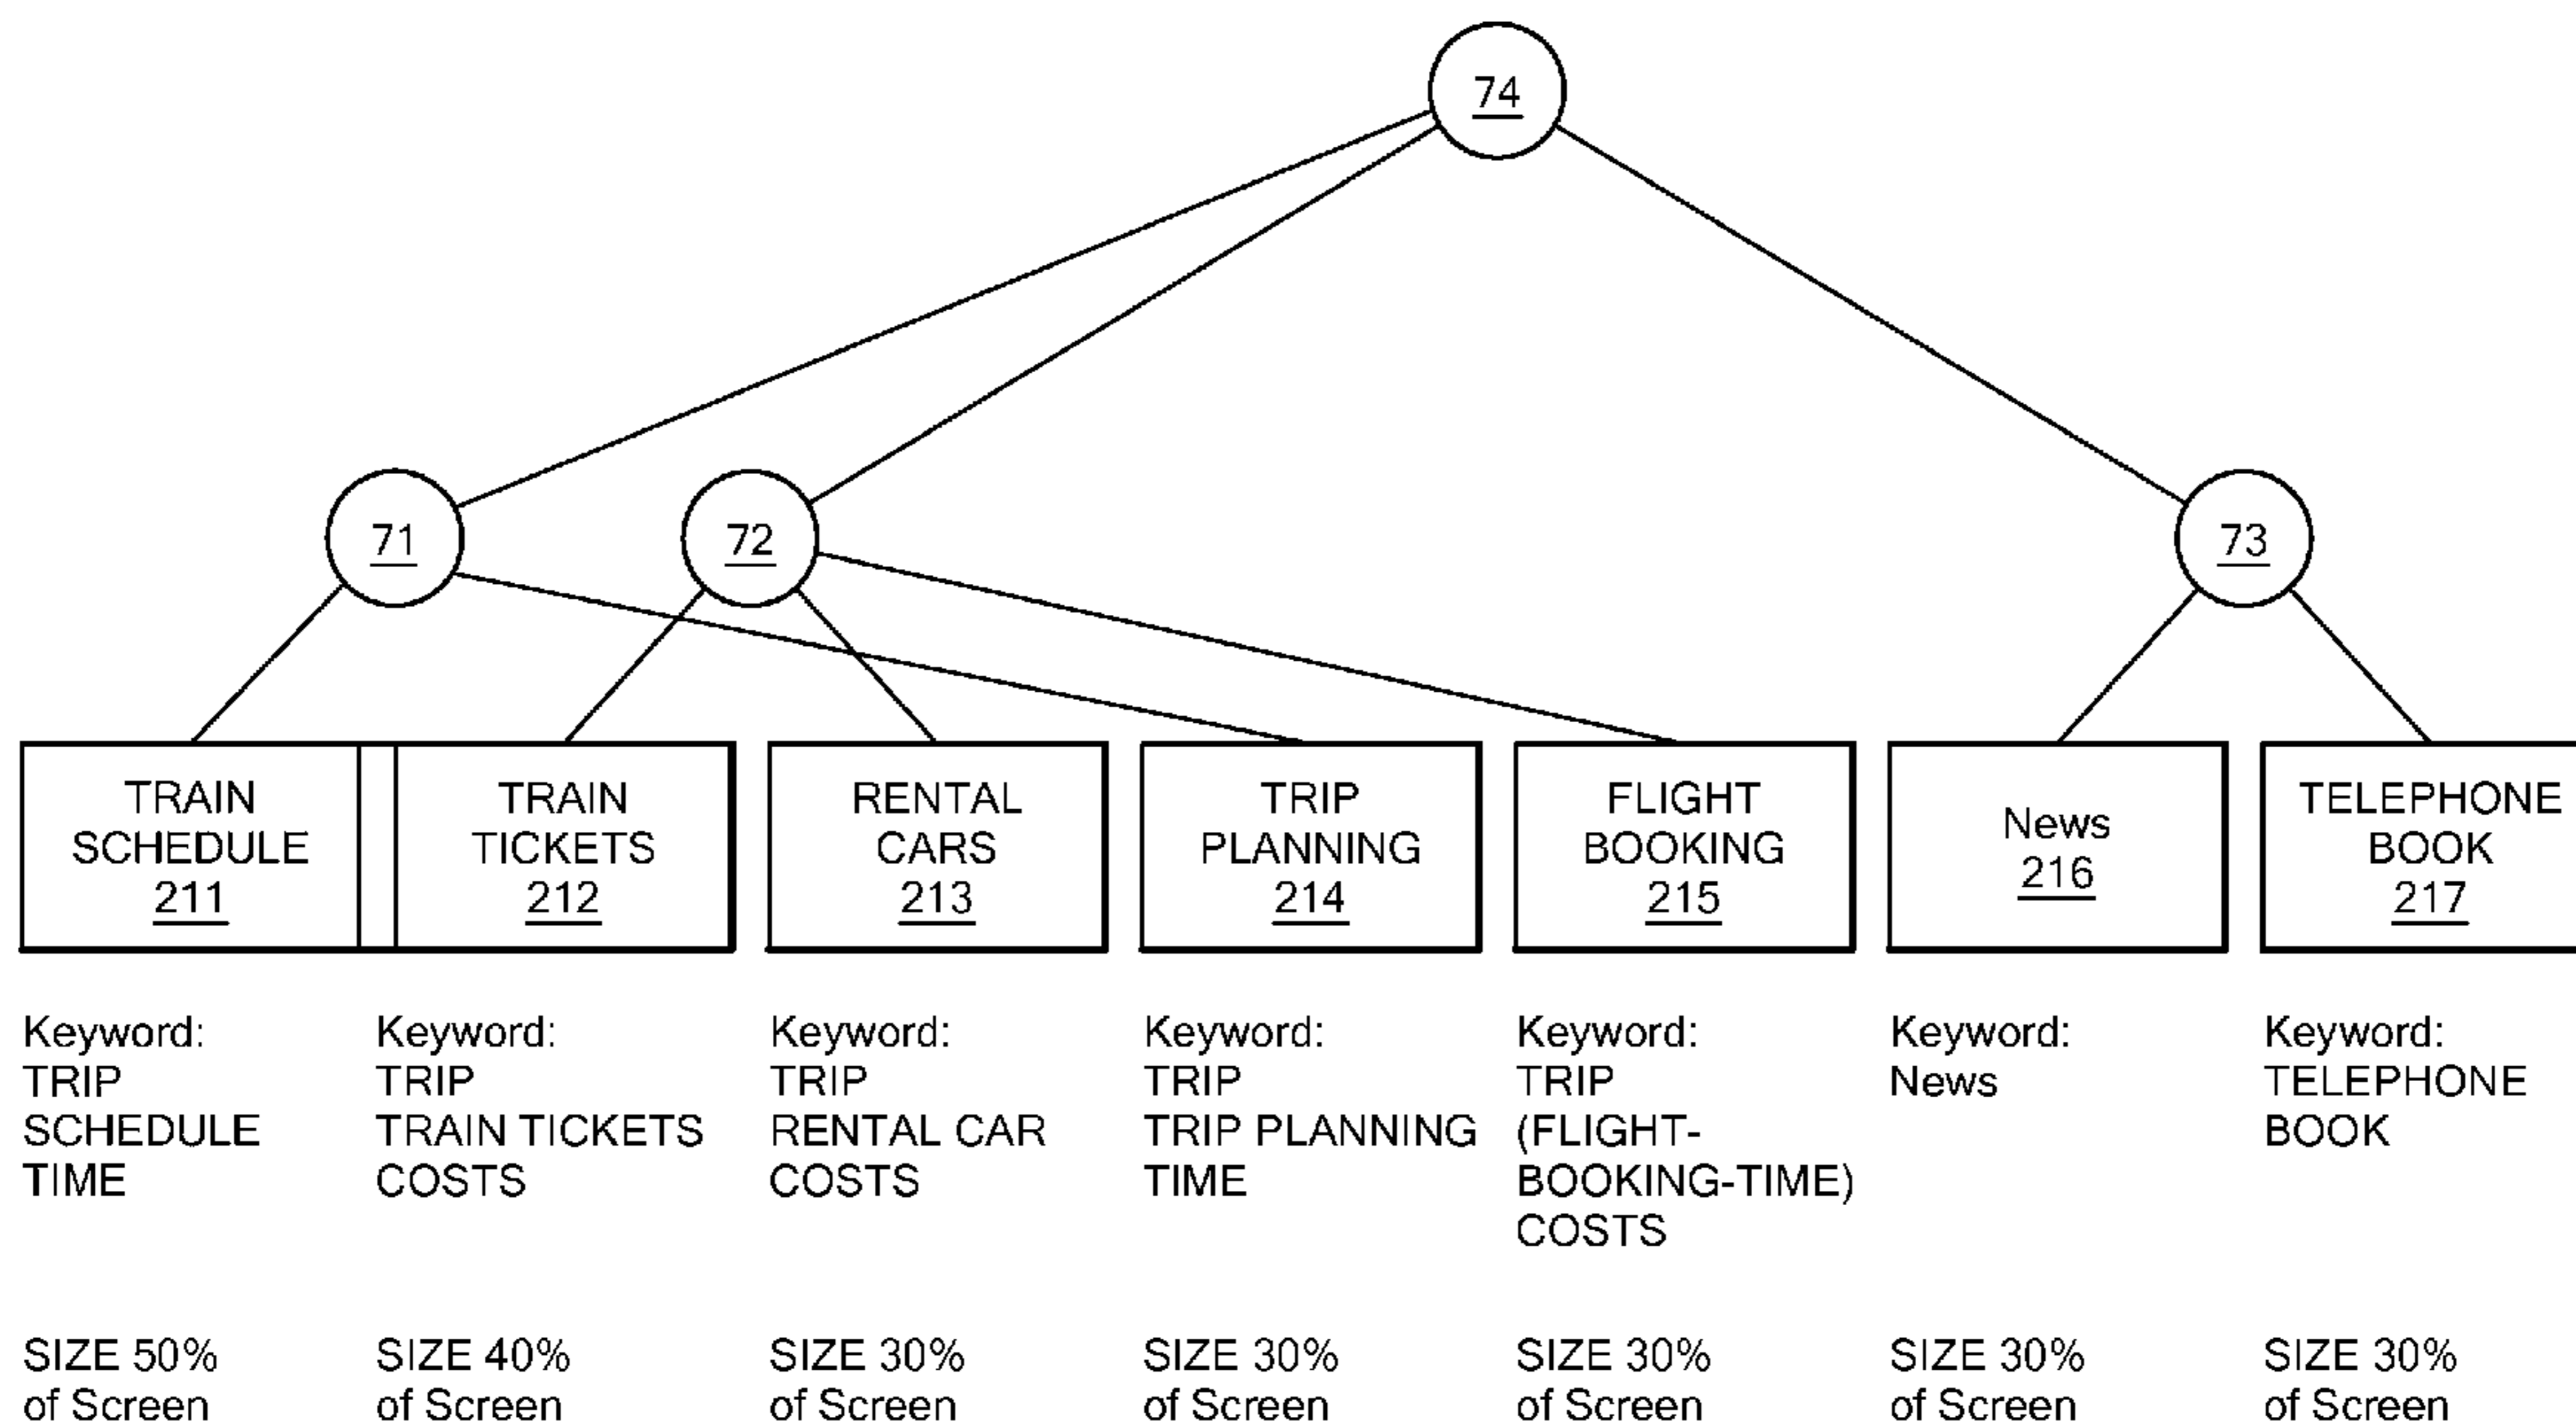 74
71
72
73
TRAIN
SCHEDULE
211
TRAIN
TICKETS
212
RENTAL
CARS
213
TRIP
PLANNING
214
FLIGHT
BOOKING
215
News
216
TELEPHONE
BOOK
217
Keyword:
TRIP
SCHEDULE
TIME
Keyword:
TRIP
TRAIN TICKETS
COSTS
Keyword:
TRIP
RENTAL CAR
COSTS
Keyword:
TRIP
TRIP PLANNING
TIME
Keyword:
TRIP
(FLIGHT-
BOOKING-TIME)
COSTS
Keyword:
News
Keyword:
TELEPHONE
BOOK
SIZE 50%
of Screen
SIZE 40%
of Screen
SIZE 30%
of Screen
SIZE 30%
of Screen
SIZE 30%
of Screen
SIZE 30%
of Screen
SIZE 30%
of Screen